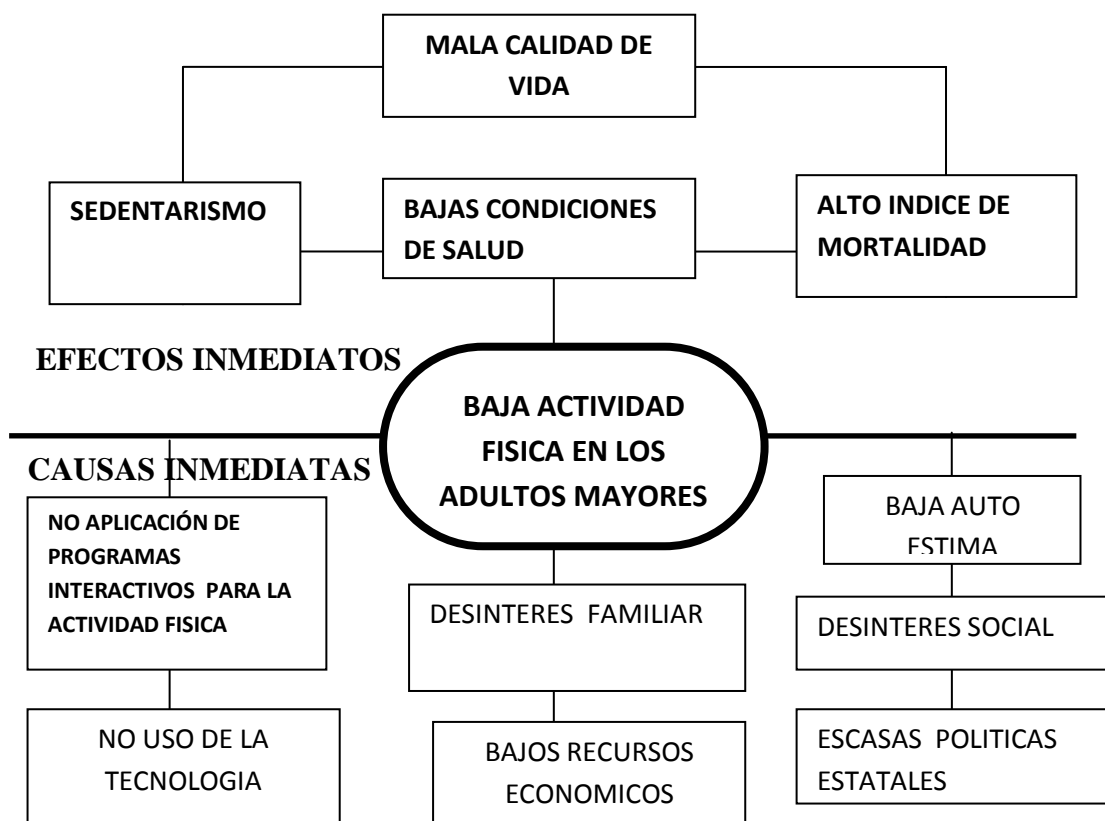 MALA CALIDAD DE
VIDA
SEDENTARISMO
BAJAS CONDICIONES
DE SALUD
ALTO INDICE DE
MORTALIDAD
EFECTOS INMEDIATOS
BAJA ACTIVIDAD
FISICA EN LOS
ADULTOS MAYORES
CAUSAS INMEDIATAS
NO APLICACIÓN DE
PROGRAMAS
INTERACTIVOS PARA LA
ACTIVIDAD FISICA
DESINTERES FAMILIAR
BAJA AUTO
ESTIMA
DESINTERES SOCIAL
NO USO DE LA
TECNOLOGIA
BAJOS RECURSOS
ECONOMICOS
ESCASAS POLITICAS
ESTATALES